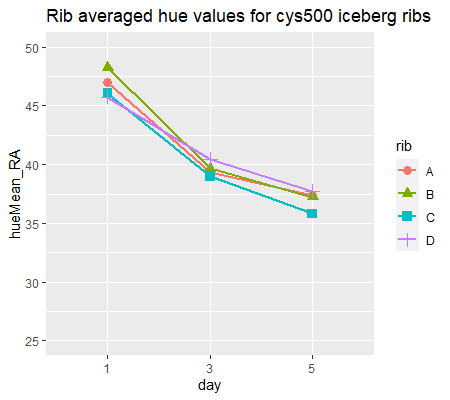 Rib averaged hue values for cys500 iceberg ribs
hueMean_RA
50
45
40
35
30
25
1 3 5
day
rib
A
B
C
D